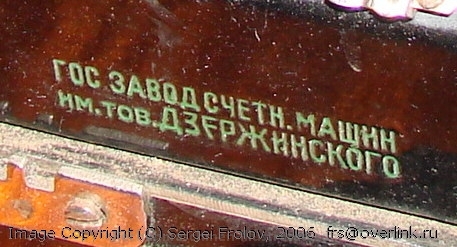 ГОС. ЗАВОД СЧЕТН. МАШИН
ИМ. ТОВ. ДЗЕРЖИНСКОГО
Image Copyright (C) Sergei Frolov, 2006 frs@overlink.ru